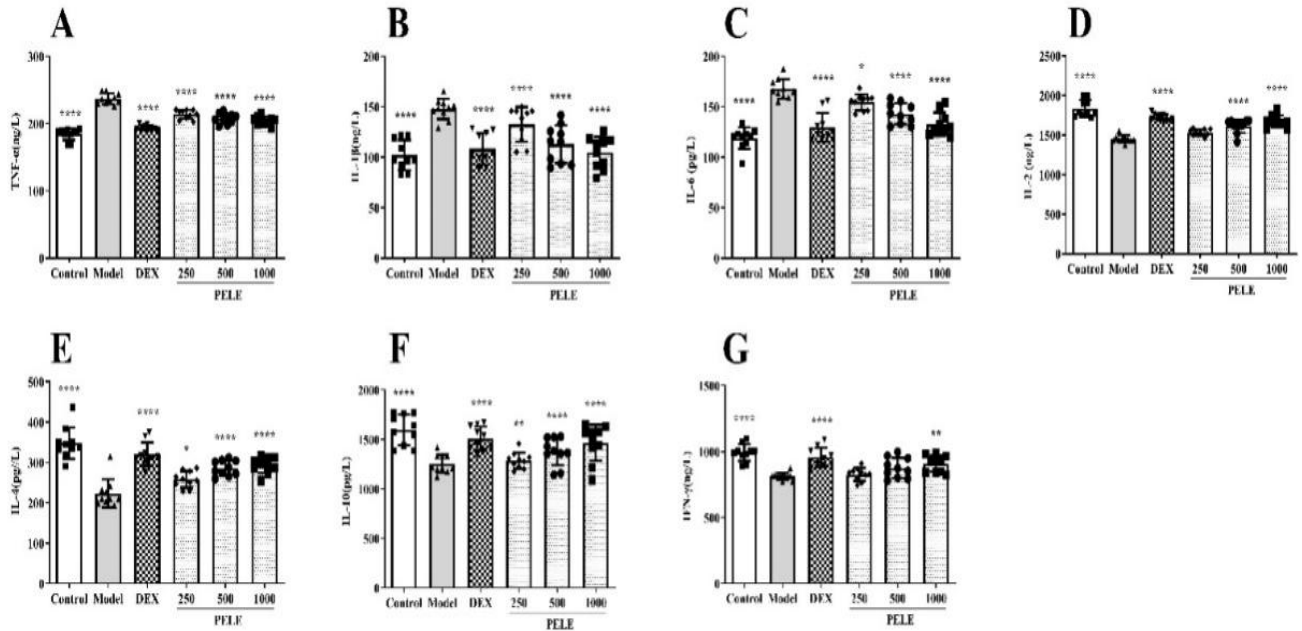 A
TNF-α(ng/L)
300
200
100
0
**** **** **** **** ****
Control Model DEX 250 500 1000
PELE
B
IL-1β(ng/L)
200
150
100
50
0
**** **** **** **** ****
Control Model DEX 250 500 1000
PELE
C
IL-6 (pg/L)
200
150
100
50
0
**** **** * **** ****
Control Model DEX 250 500 1000
PELE
D
IL-2 (ng/L)
2500
2000
1500
1000
500
0
**** **** **** ****
Control Model DEX 250 500 1000
PELE
E
IL-4(pg/L)
500
400
300
200
100
0
**** **** * **** ****
Control Model DEX 250 500 1000
PELE
F
IL-10(pg/L)
2000
1500
1000
500
0
**** **** ** **** ****
Control Model DEX 250 500 1000
PELE
G
IFN-γ(ng/L)
1500
1000
500
0
**** **** **
Control Model DEX 250 500 1000
PELE